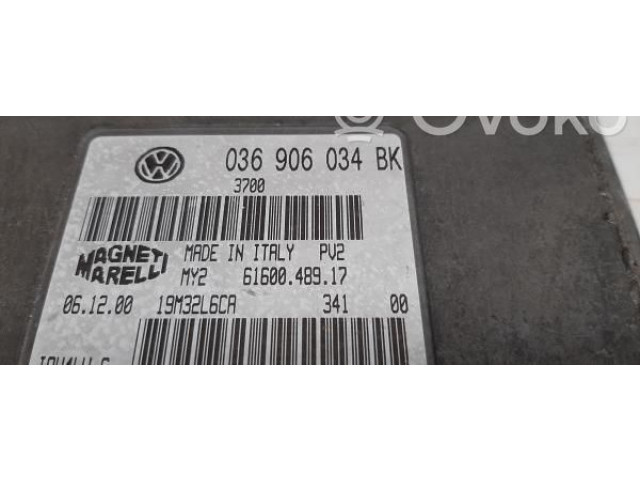 Ovoko
036 906 034 BK
3700
MAGNETI MARELLI
MADE IN ITALY PV2
MY2 61600.489.17
06.12.00 19M32L6CA 341 00